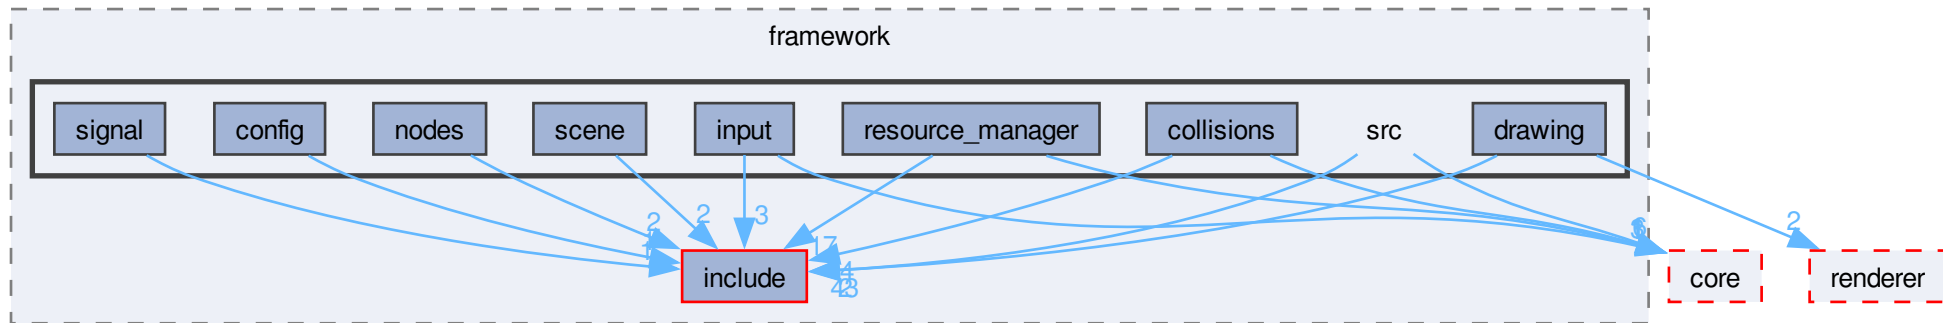 framework
signal
config
nodes
scene
input
resource_manager
collisions
src
drawing
2
2
3
17
2
include
core
renderer